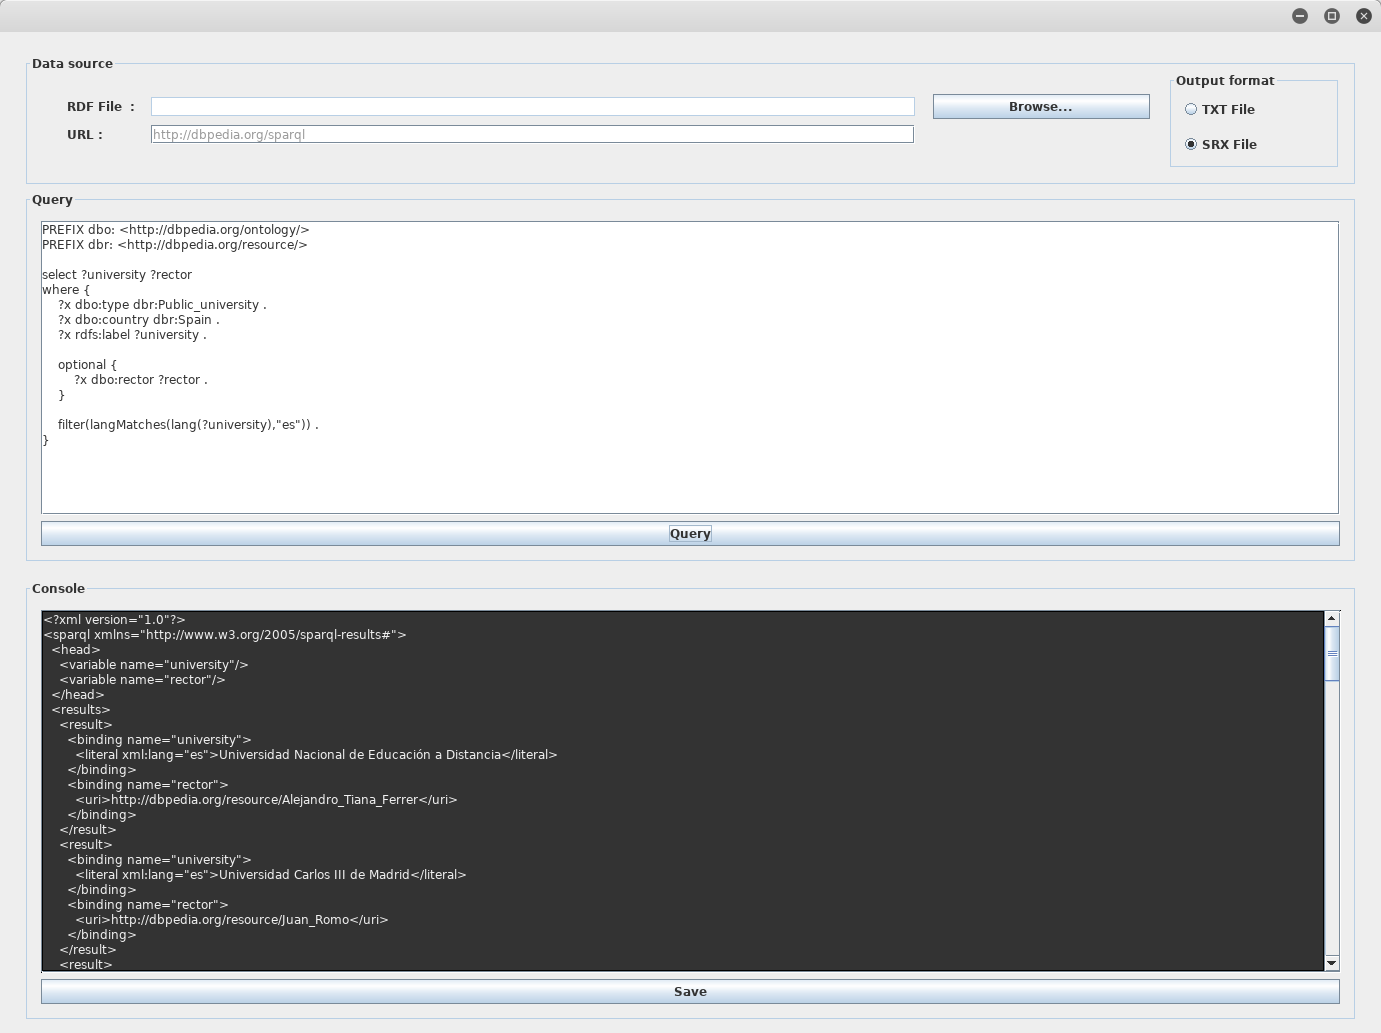 Data source
RDF File :
Browse...
URL :
http://dbpedia.org/sparql
Output format
TXT File
SRX File
Query
PREFIX dbo: <http://dbpedia.org/ontology/>
PREFIX dbr: <http://dbpedia.org/resource/>
select ?university ?rector
where {
?x dbo:type dbr:Public_university .
?x dbo:country dbr:Spain .
?x rdfs:label ?university .
optional {
?x dbo:rector ?rector .
}
filter(langMatches(lang(?university),"es")) .
}
Query
Console
<?xml version="1.0"?>
<sparql xmlns="http://www.w3.org/2005/sparql-results#">
<head>
<variable name="university"/>
<variable name="rector"/>
</head>
<results>
<result>
<binding name="university">
<literal xml:lang="es">Universidad Nacional de Educación a Distancia</literal>
</binding>
<binding name="rector">
<uri>http://dbpedia.org/resource/Alejandro_Tiana_Ferrer</uri>
</binding>
</result>
<result>
<binding name="university">
<literal xml:lang="es">Universidad Carlos III de Madrid</literal>
</binding>
<binding name="rector">
<uri>http://dbpedia.org/resource/Juan_Romo</uri>
</binding>
</result>
<result>
Save